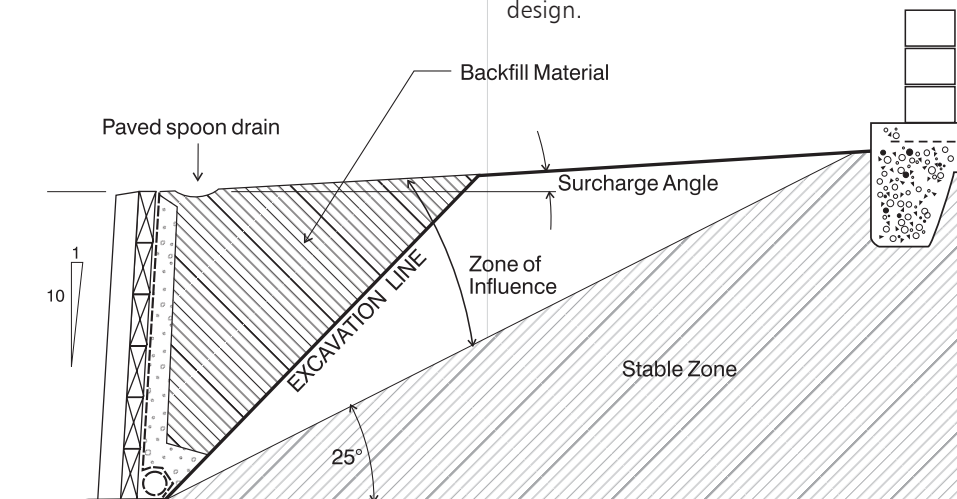 design.
Backfill Material
Paved spoon drain
Surcharge Angle
1
10
Zone of
Influence
EXCAVATION LINE
Stable Zone
25°